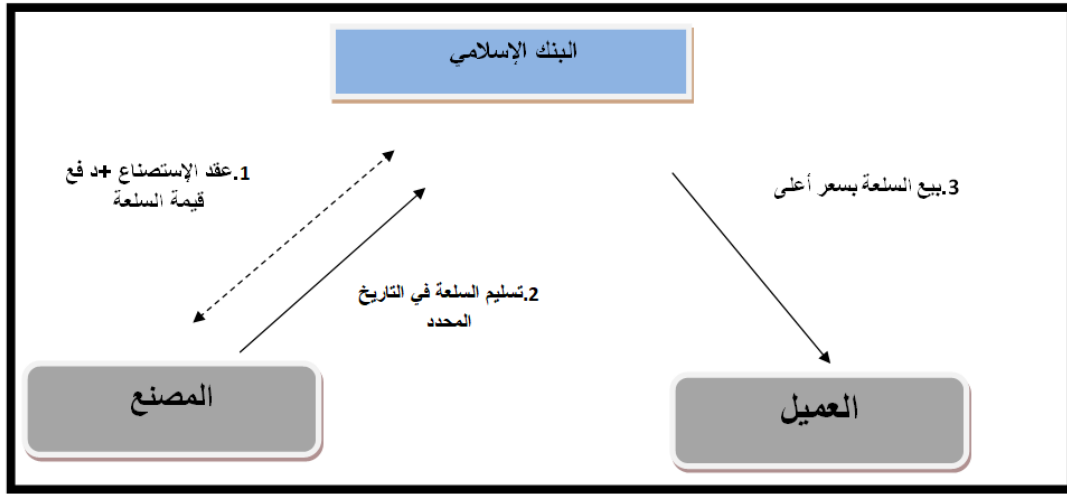 البنك الإسلامي
1.عقد الإستصناع +د فع
قيمة السلعة
3.بيع السلعة بسعر أعلى
2.تسليم السلعة في التاريخ
المحدد
المصنع
العميل